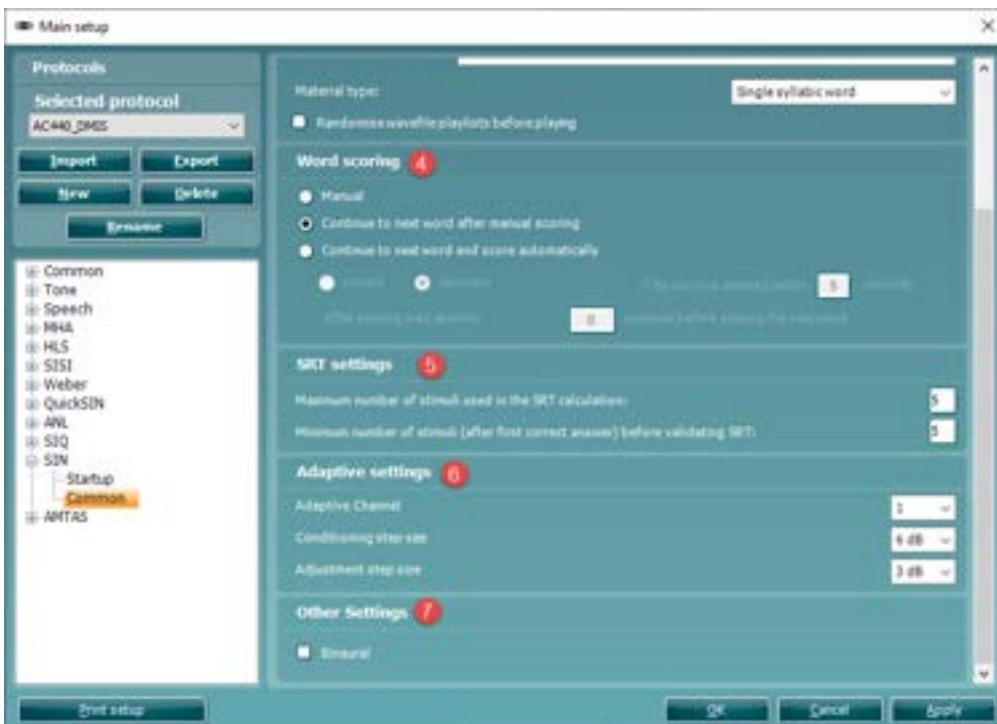 Main setup
Protocols
Selected protocol
AC440_DMIS
Import Export
New Delete
Rename
Common
Tone
Speech
MHA
HLS
SISI
Weber
QuickSIN
ANL
SIQ
SIN
Startup
Common
AMTAS
Print setup
Material type: Single syllabic word
Randomise wavefile playlists before playing
Word scoring 4
Manual
Continue to next word after manual scoring
Continue to next word and score automatically
SRT settings 5
Maximum number of stimuli used in the SRT calculation: 5
Minimum number of stimuli (after first correct answer) before validating SRT: 5
Adaptive settings 6
Adaptive Channel 1
Conditioning step size 6 dB
Adjustment step size 3 dB
Other Settings 7
Binaural
OK Cancel Apply